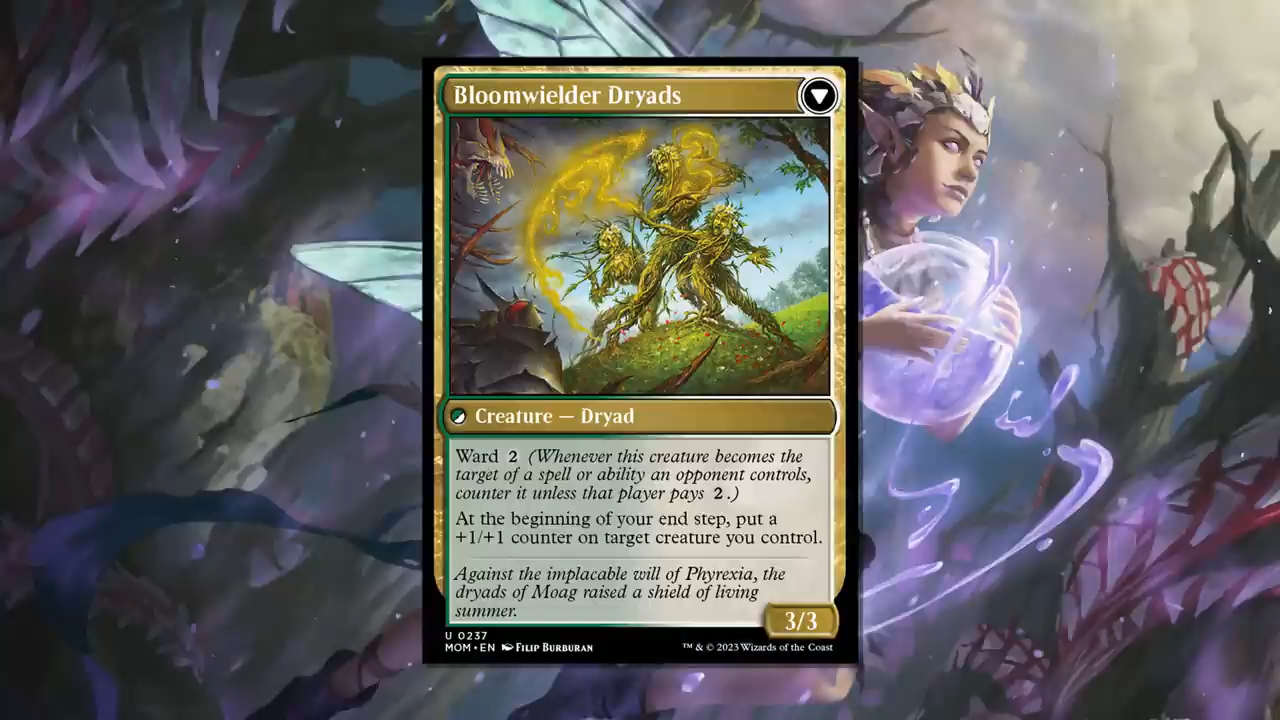 Bloomwielder Dryads
Creature — Dryad
Ward 2 (Whenever this creature becomes the
target of a spell or ability an opponent controls,
counter it unless that player pays 2.)
At the beginning of your end step, put a
+1/+1 counter on target creature you control.
Against the implacable will of Phyrexia, the
dryads of Moag raised a shield of living
summer.
3/3
U 0237
MOM • EN Filip Burburan
™ & © 2023 Wizards of the Coast